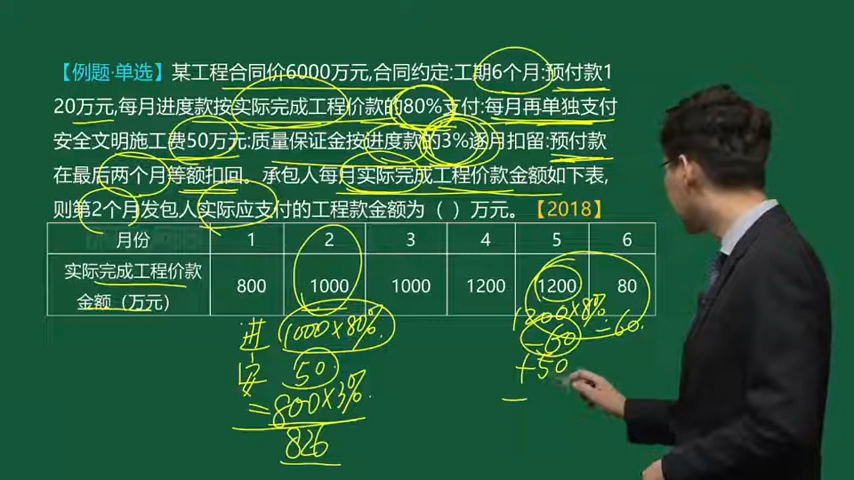 【例题·单选】某工程合同价6000万元,合同约定:工期6个月:预付款1
20万元,每月进度款按实际完成工程价款的80%支付:每月再单独支付
安全文明施工费50万元:质量保证金按进度款的3%逐月扣留:预付款
在最后两个月等额扣回。承包人每月实际完成工程价款金额如下表,
则第2个月发包人实际应支付的工程款金额为（ ）万元。【2018】
月份 1 2 3 4 5 6
实际完成工程价款
金额（万元） 800 1000 1000 1200 1200 80
进 1000×80%.
50
=800×3%.
826
1200×8%
-60 -60.
+50